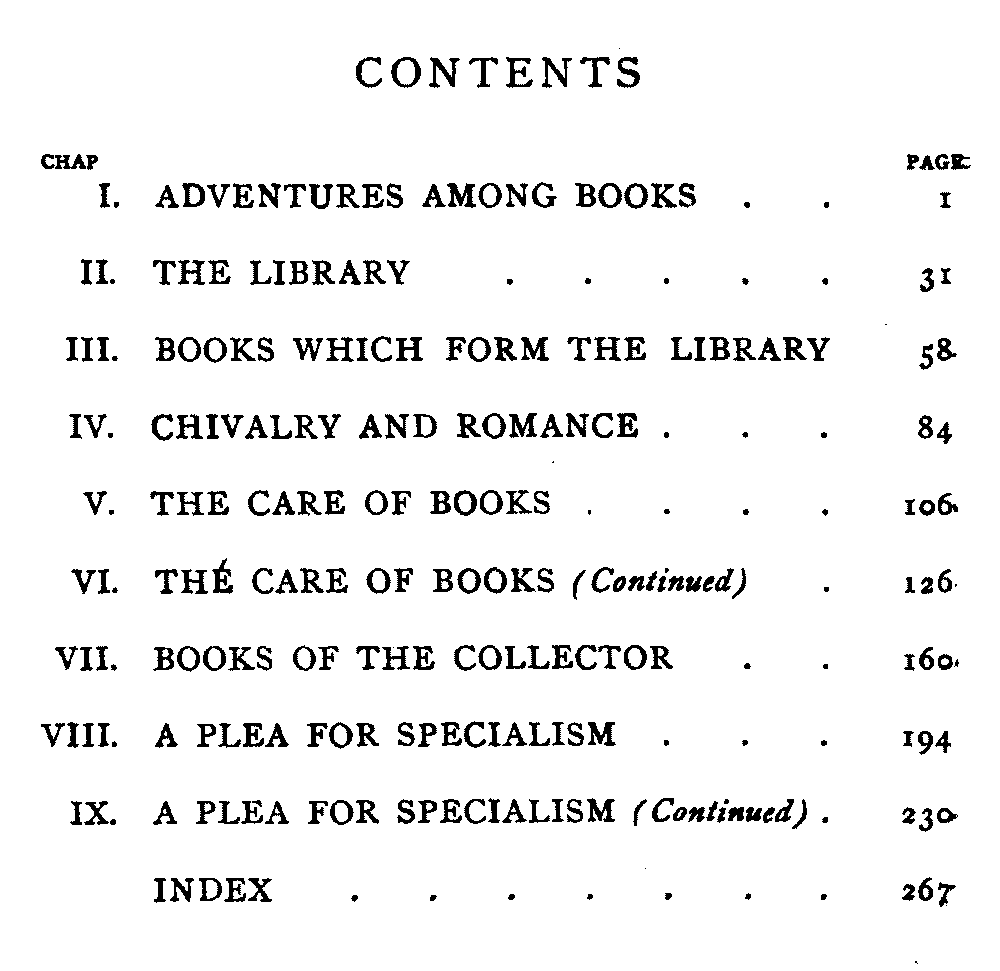 CONTENTS
CHAP PAGE
I. ADVENTURES AMONG BOOKS . . 1
II. THE LIBRARY . . . . . 31
III. BOOKS WHICH FORM THE LIBRARY 58
IV. CHIVALRY AND ROMANCE . . . 84
V. THE CARE OF BOOKS . . . . 106
VI. THE CARE OF BOOKS (Continued) . 126
VII. BOOKS OF THE COLLECTOR . . 160
VIII. A PLEA FOR SPECIALISM . . . 194
IX. A PLEA FOR SPECIALISM (Continued) . 230
INDEX . . . . . . . 267